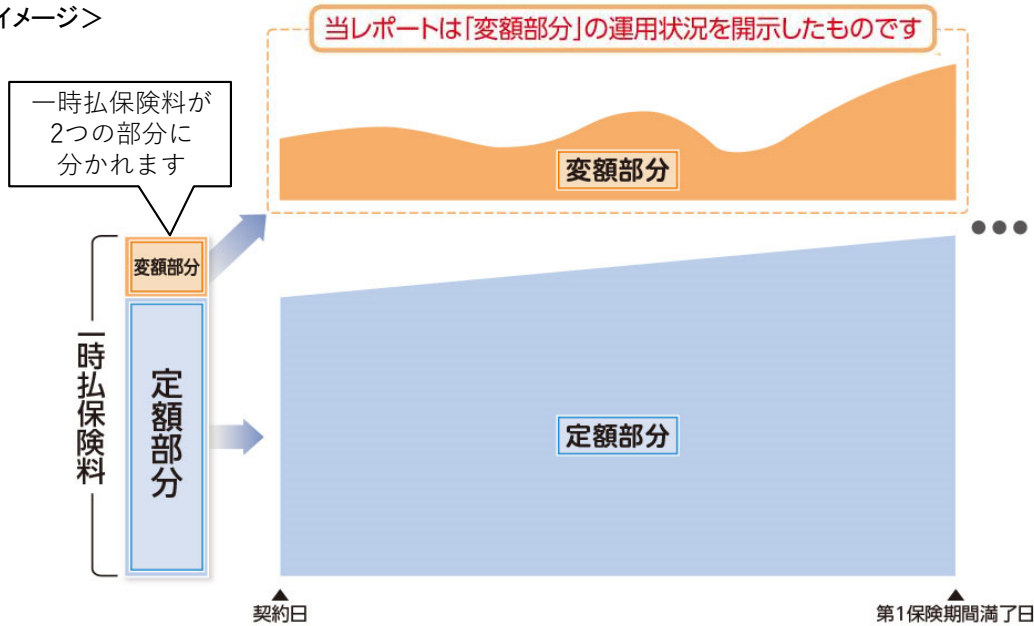 イメージ＞
当レポートは「変額部分」の運用状況を開示したものです
一時払保険料が
2つの部分に
分かれます
変額部分
変額部分
一時払保険料
定額部分
定額部分
契約日
第1保険期間満了日